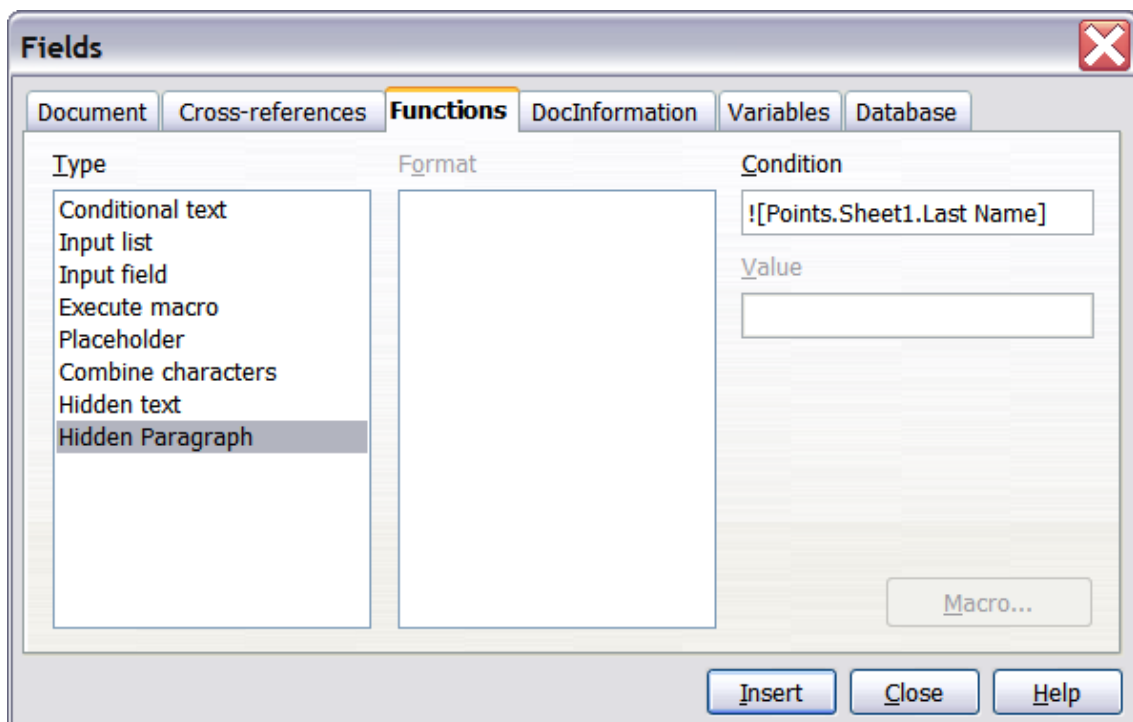 Fields
Document Cross-references Functions DocInformation Variables Database
Type
Conditional text
Input list
Input field
Execute macro
Placeholder
Combine characters
Hidden text
Hidden Paragraph
Format
Condition
![Points.Sheet1.Last Name]
Value
Macro...
Insert Close Help